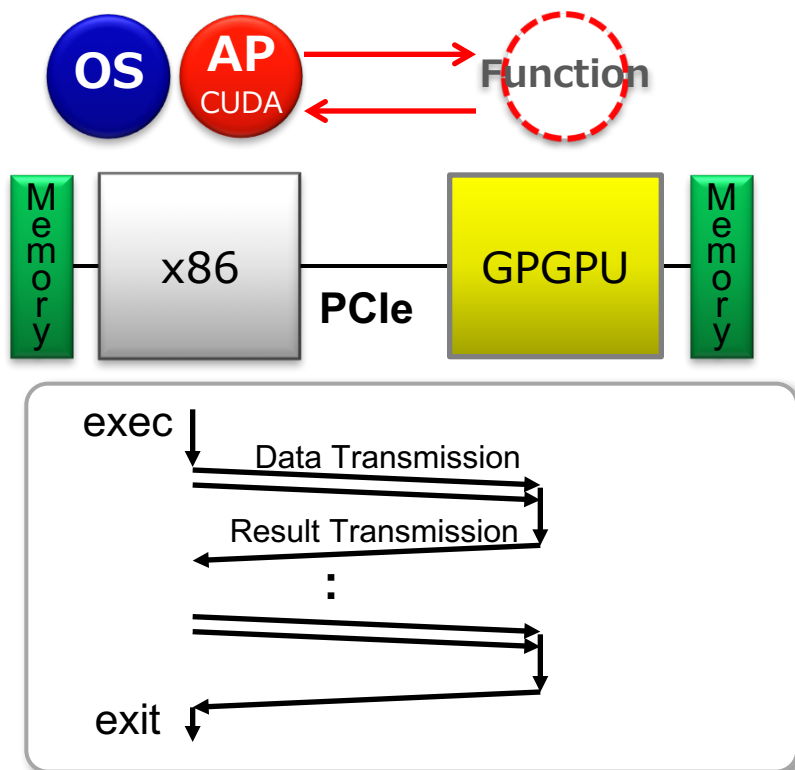 OS
AP
CUDA
Function
Memory
x86
PCIe
GPGPU
Memory
exec
Data Transmission
Result Transmission
:
exit